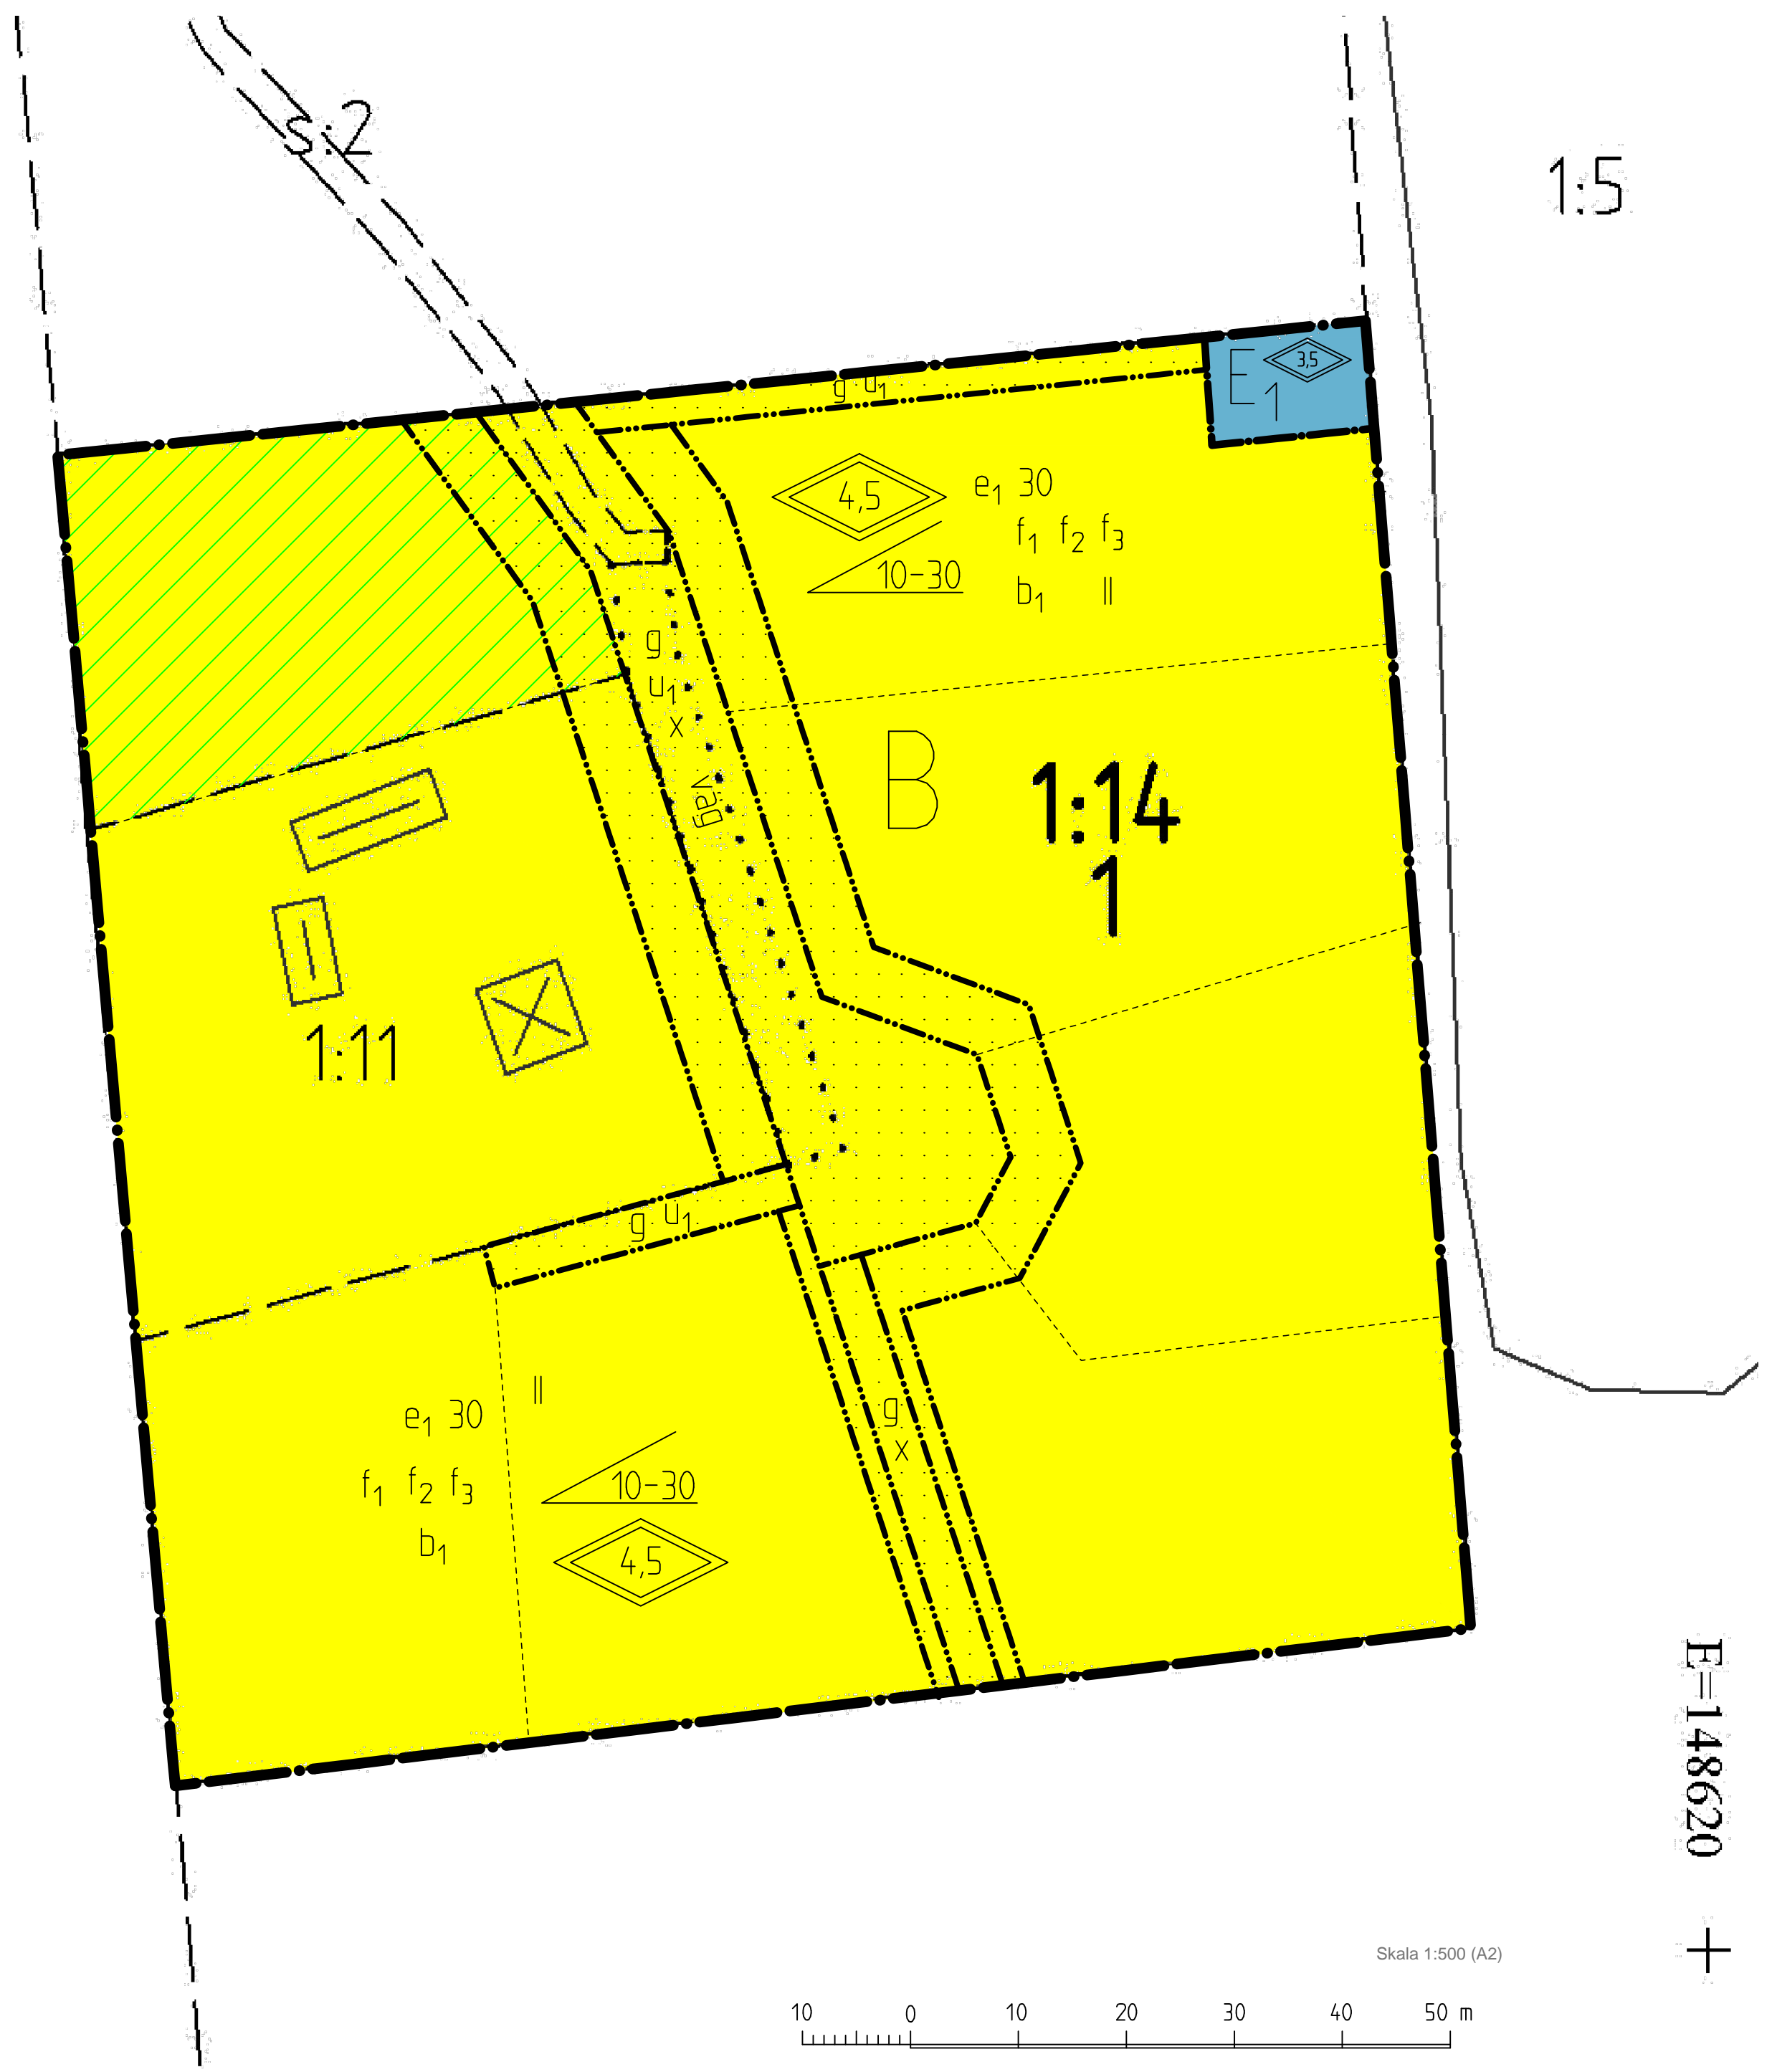 s:2
1:5
E1
3,5
g u1
4,5
e1 30
f1 f2 f3
10-30
b1 II
g
u1
x
väg
B
1:14
1
1:11
g u1
II
e1 30
g
x
f1 f2 f3
10-30
b1
4,5
E=148620
Skala 1:500 (A2)
10 0 10 20 30 40 50 m